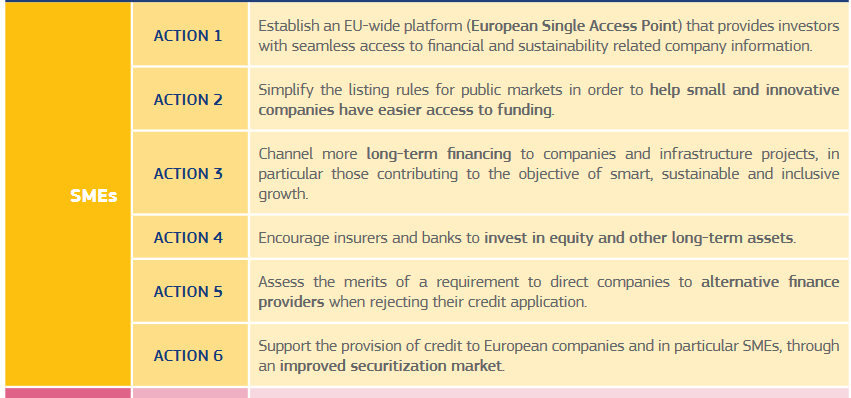 SMEs
ACTION 1
Establish an EU-wide platform (European Single Access Point) that provides investors
with seamless access to financial and sustainability related company information.
ACTION 2
Simplify the listing rules for public markets in order to help small and innovative
companies have easier access to funding.
ACTION 3
Channel more long-term financing to companies and infrastructure projects, in
particular those contributing to the objective of smart, sustainable and inclusive
growth.
ACTION 4
Encourage insurers and banks to invest in equity and other long-term assets.
ACTION 5
Assess the merits of a requirement to direct companies to alternative finance
providers when rejecting their credit application.
ACTION 6
Support the provision of credit to European companies and in particular SMEs, through
an improved securitization market.